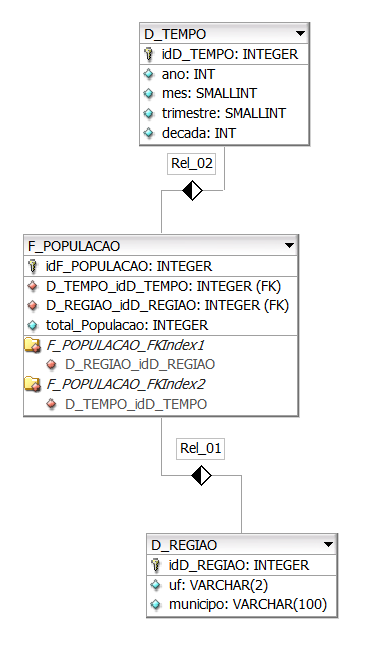 D_TEMPO
idD_TEMPO: INTEGER
ano: INT
mes: SMALLINT
trimestre: SMALLINT
decada: INT
Rel_02
F_POPULACAO
idF_POPULACAO: INTEGER
D_TEMPO_idD_TEMPO: INTEGER (FK)
D_REGIAO_idD_REGIAO: INTEGER (FK)
total_Populacao: INTEGER
F_POPULACAO_FKIndex1
D_REGIAO_idD_REGIAO
F_POPULACAO_FKIndex2
D_TEMPO_idD_TEMPO
Rel_01
D_REGIAO
idD_REGIAO: INTEGER
uf: VARCHAR(2)
municipo: VARCHAR(100)